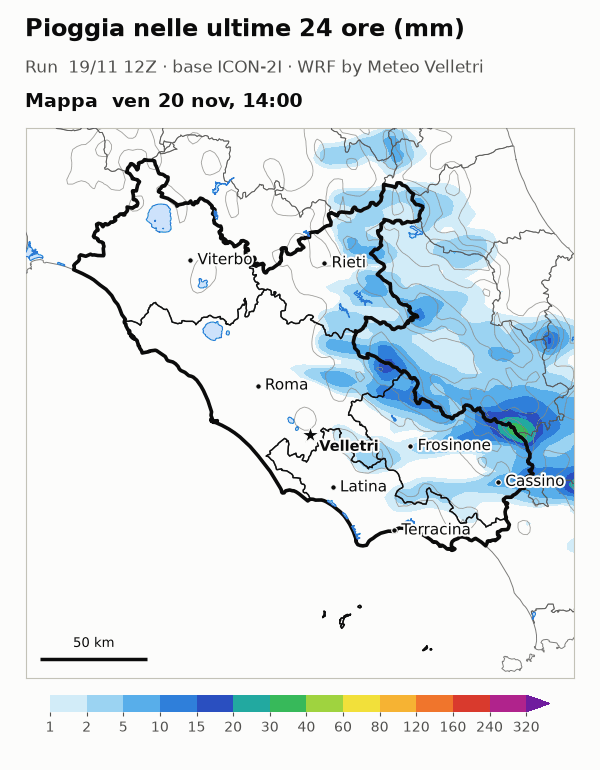 Pioggia nelle ultime 24 ore (mm)
Run 19/11 12Z · base ICON-2I · WRF by Meteo Velletri
Mappa ven 20 nov, 14:00
Viterbo
Rieti
Roma
Velletri
Frosinone
Latina
Cassino
Terracina
50 km
1 2 5 10 15 20 30 40 60 80 120 160 240 320